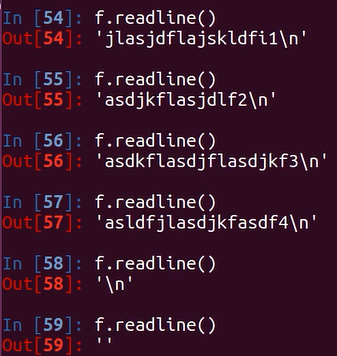 In [54]: f.readline()
Out[54]: 'jlasjdflajskldfi1\n'
In [55]: f.readline()
Out[55]: 'asdjkflasjdlf2\n'
In [56]: f.readline()
Out[56]: 'asdkflasdjflasdjkf3\n'
In [57]: f.readline()
Out[57]: 'asldfjlasdjkfasdf4\n'
In [58]: f.readline()
Out[58]: '\n'
In [59]: f.readline()
Out[59]: ''